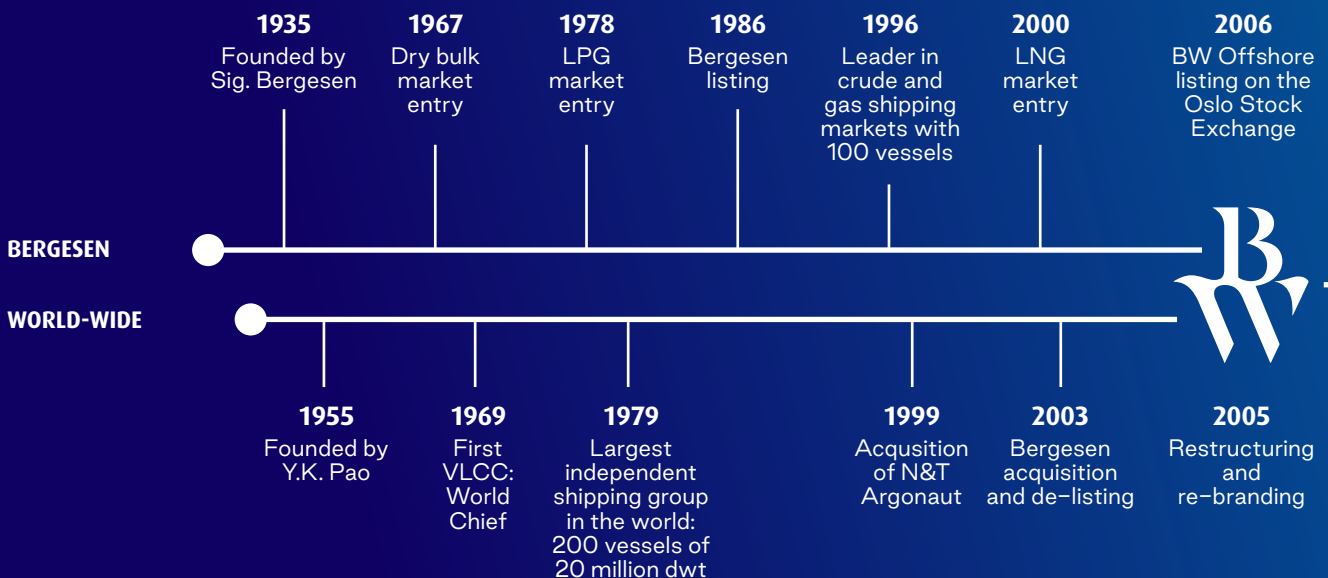 1935
Founded by
Sig. Bergesen
1967
Dry bulk
market
entry
1978
LPG
market
entry
1986
Bergesen
listing
1996
Leader in
crude and
gas shipping
markets with
100 vessels
2000
LNG
market
entry
2006
BW Offshore
listing on the
Oslo Stock
Exchange
BERGESEN
BW
WORLD-WIDE
1955
Founded by
Y.K. Pao
1969
First
VLCC:
World
Chief
1979
Largest
independent
shipping group
in the world:
200 vessels of
20 million dwt
1999
Acqusition
of N&T
Argonaut
2003
Bergesen
acquisition
and de-listing
2005
Restructuring
and
re-branding